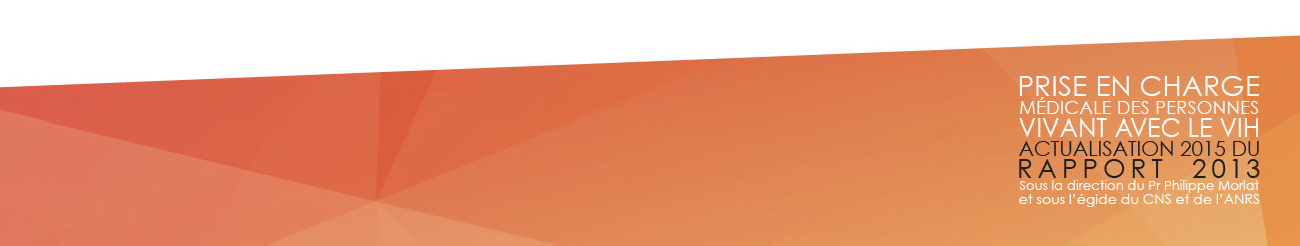 PRISE EN CHARGE
MÉDICALE DES PERSONNES
VIVANT AVEC LE VIH
ACTUALISATION 2015 DU
RAPPORT 2013
Sous la direction du Pr Philippe Morlat
et sous l'égide du CNS et de l'ANRS